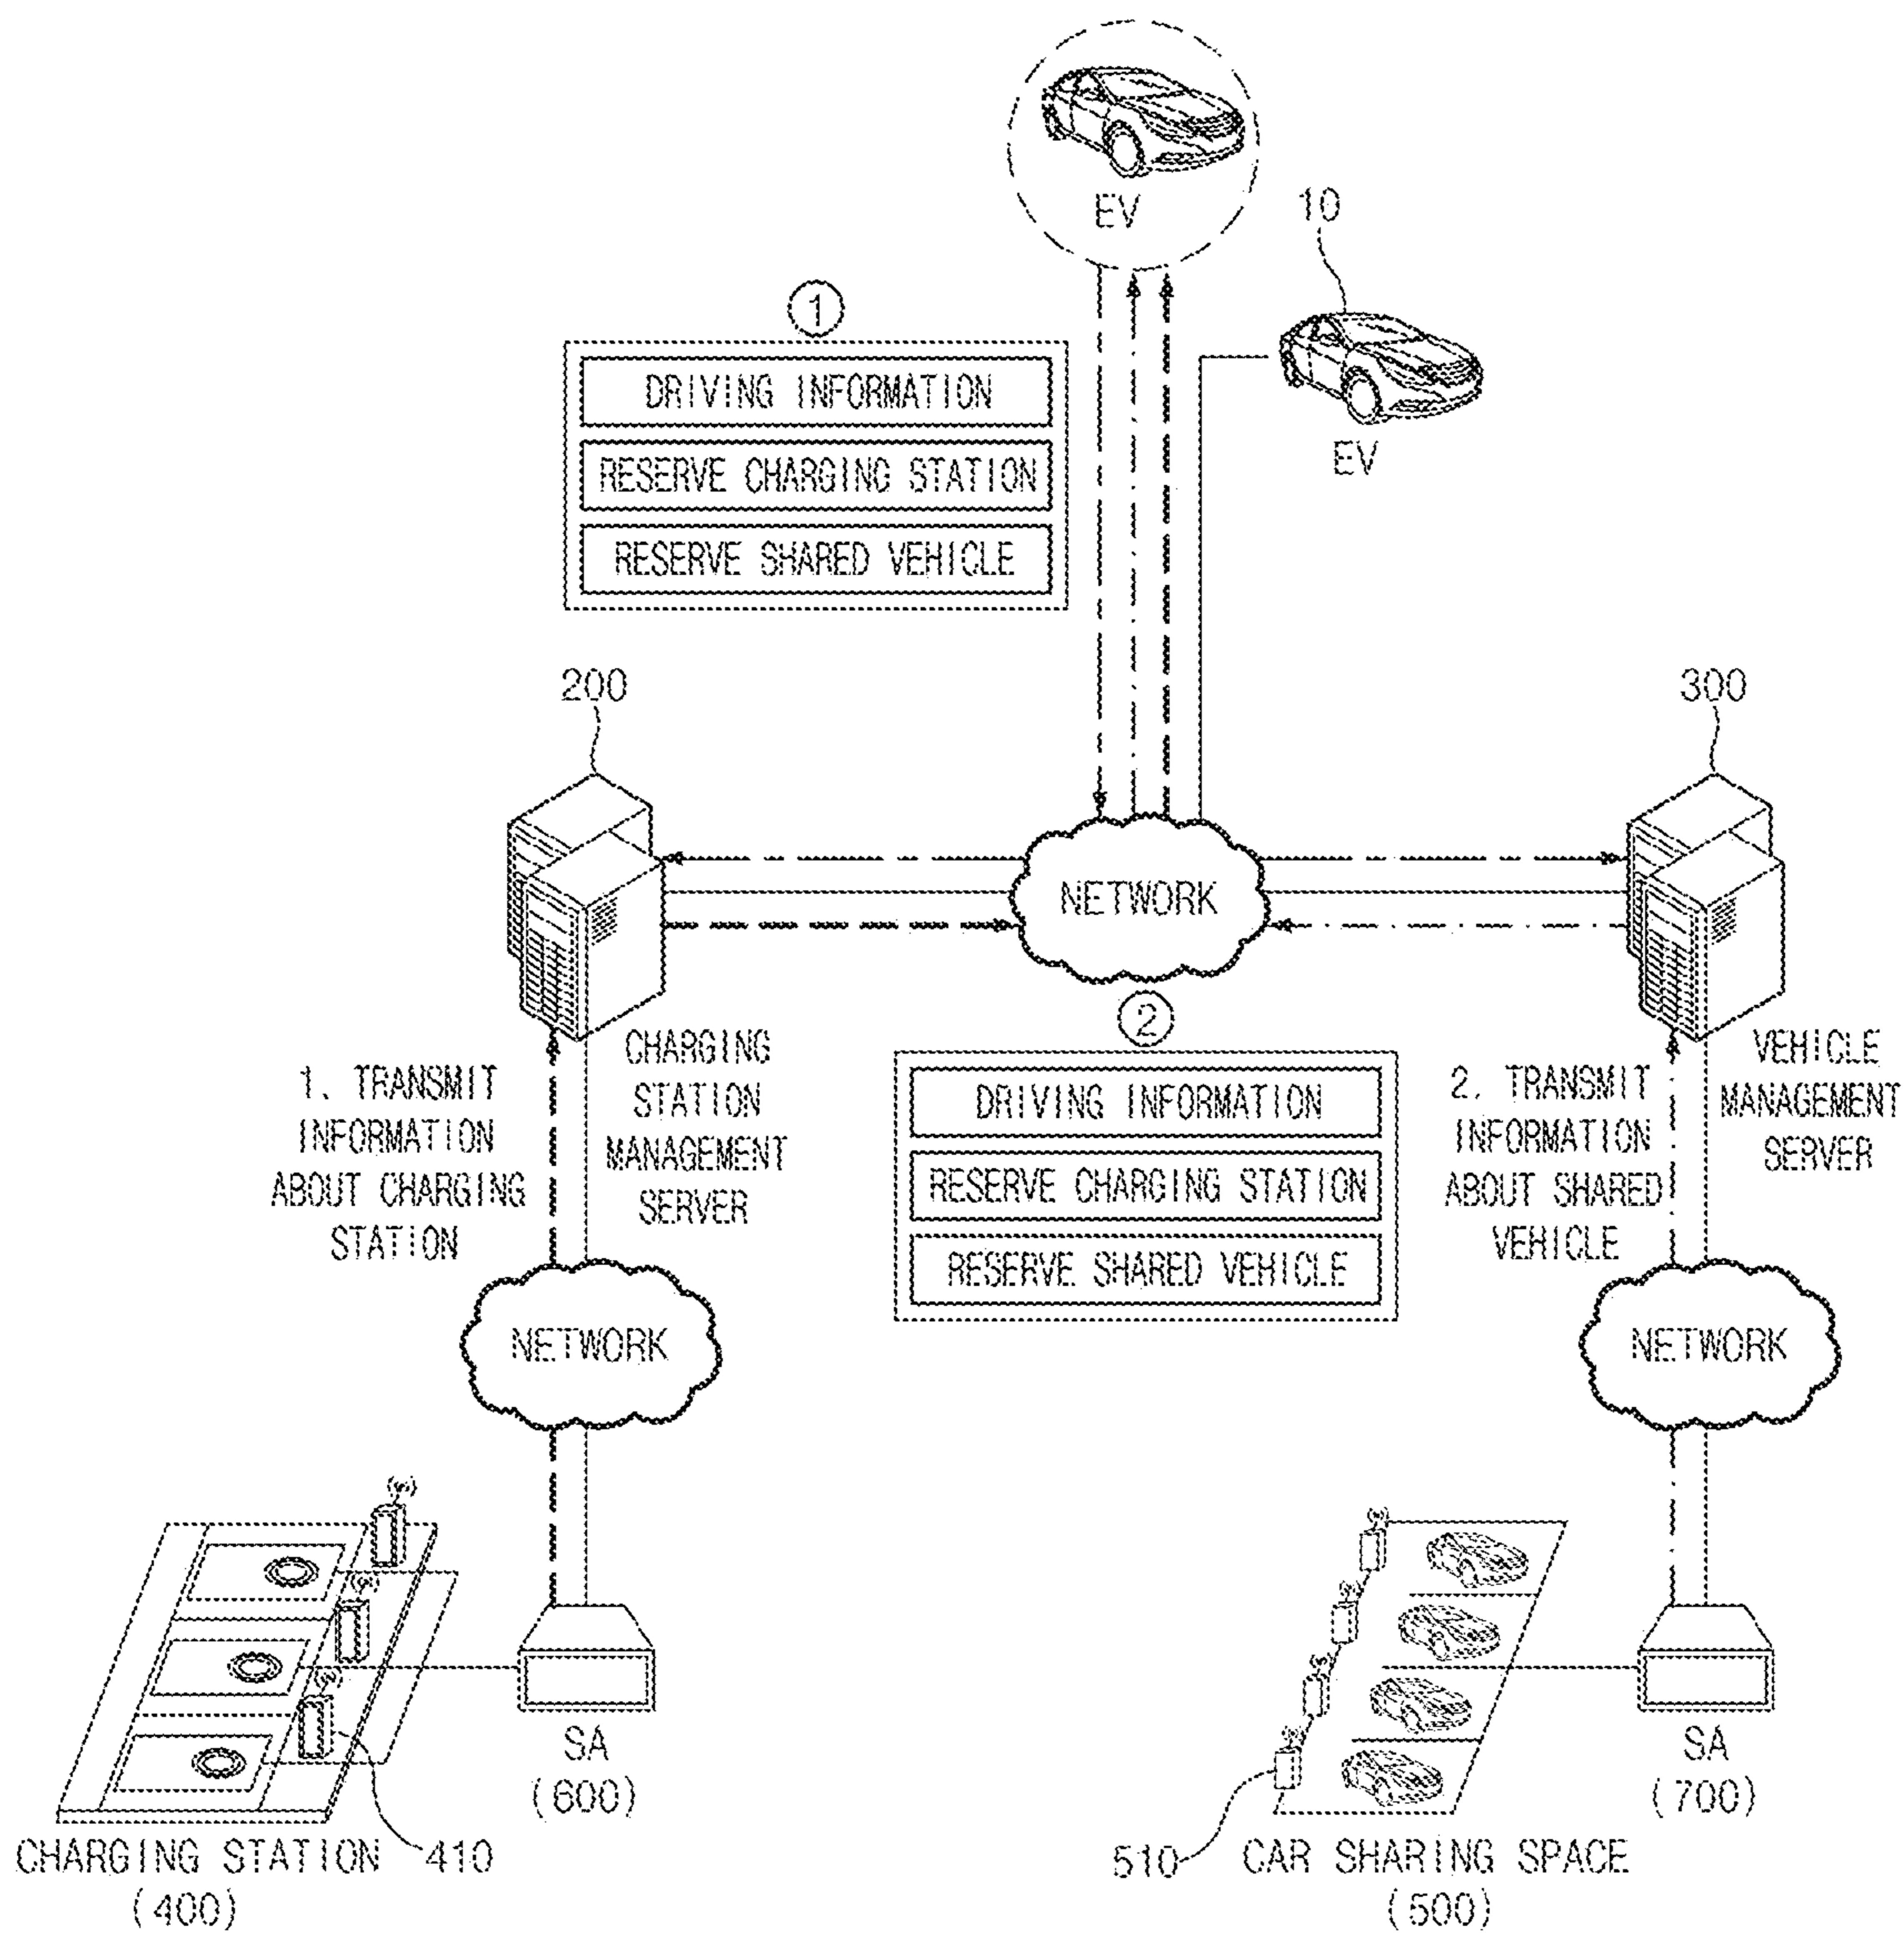 EV
10
EV
1
DRIVING INFORMATION
RESERVE CHARGING STATION
RESERVE SHARED VEHICLE
200
300
NETWORK
2
DRIVING INFORMATION
RESERVE CHARGING STATION
RESERVE SHARED VEHICLE
1. TRANSMIT
INFORMATION
ABOUT CHARGING
STATION
CHARGING
STATION
MANAGEMENT
SERVER
2. TRANSMIT
INFORMATION
ABOUT SHARED
VEHICLE
VEHICLE
MANAGEMENT
SERVER
NETWORK
NETWORK
SA
(600)
SA
(700)
CHARGING STATION
(400)
410
510
CAR SHARING SPACE
(500)